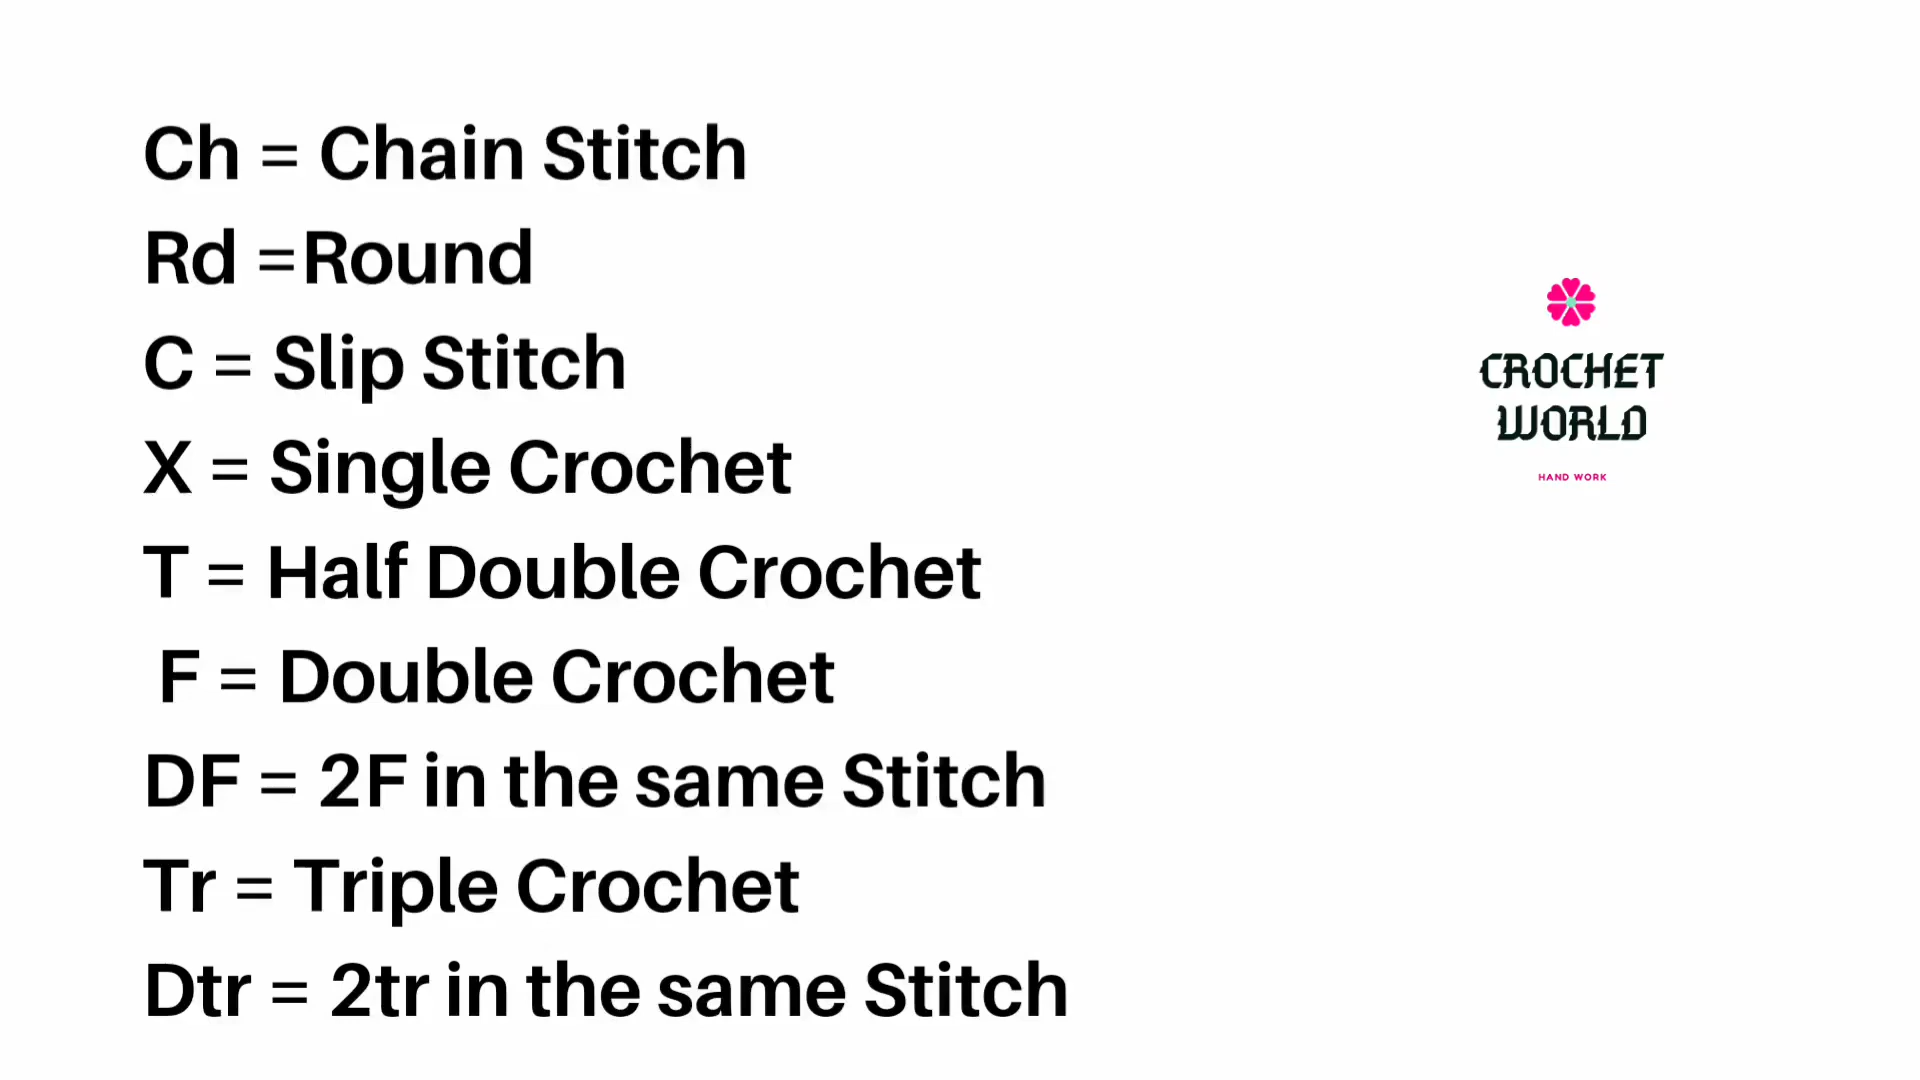 Ch = Chain Stitch
Rd =Round
C = Slip Stitch
X = Single Crochet
T = Half Double Crochet
F = Double Crochet
DF = 2F in the same Stitch
Tr = Triple Crochet
Dtr = 2tr in the same Stitch
CROCHET
WORLD
HAND WORK